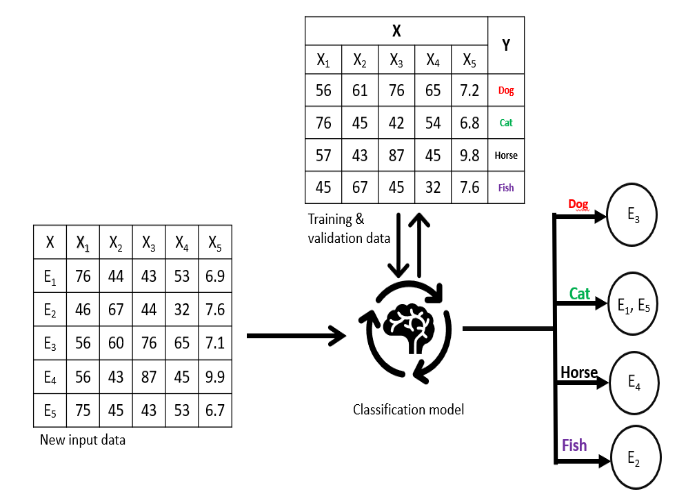 X Y
X₁ X₂ X₃ X₄ X₅
56 61 76 65 7.2 Dog
76 45 42 54 6.8 Cat
57 43 87 45 9.8 Horse
45 67 45 32 7.6 Fish
Training &
validation data
X X₁ X₂ X₃ X₄ X₅
E₁ 76 44 43 53 6.9
E₂ 46 67 44 32 7.6
E₃ 56 60 76 65 7.1
E₄ 56 43 87 45 9.9
E₅ 75 45 43 53 6.7
New input data
Classification model
Dog E₃
Cat E₁, E₅
Horse E₄
Fish E₂